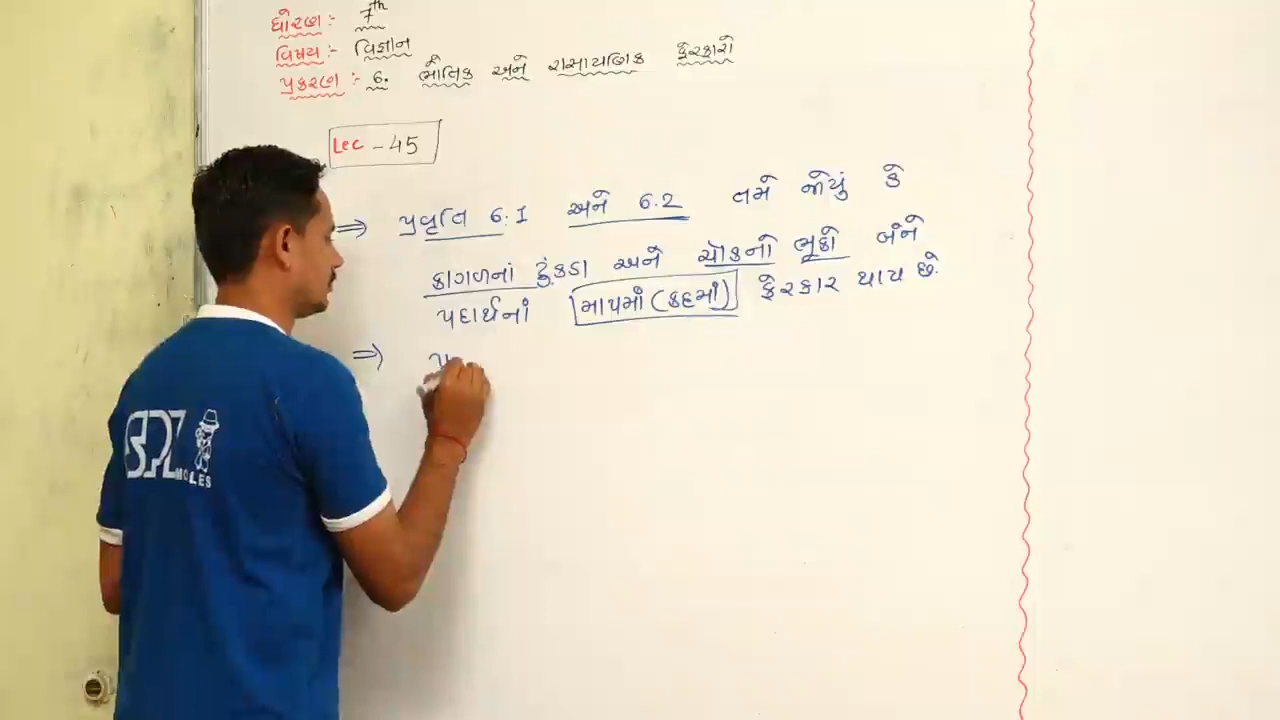 ધોરણ :- 7th
વિષય :- વિજ્ઞાન
પ્રકરણ :- 6. ભૌતિક અને રાસાયણિક ફેરફારો
Lec - 45
⇒ પ્રવૃતિ 6.1 અને 6.2 તમે જોયું કે
કાગળનાં ટુંકડા અને ચૉકનો ભૂકો બંને
પદાર્થનાં માપમાં (કદમાં) ફેરફાર થાય છે.
⇒ પ